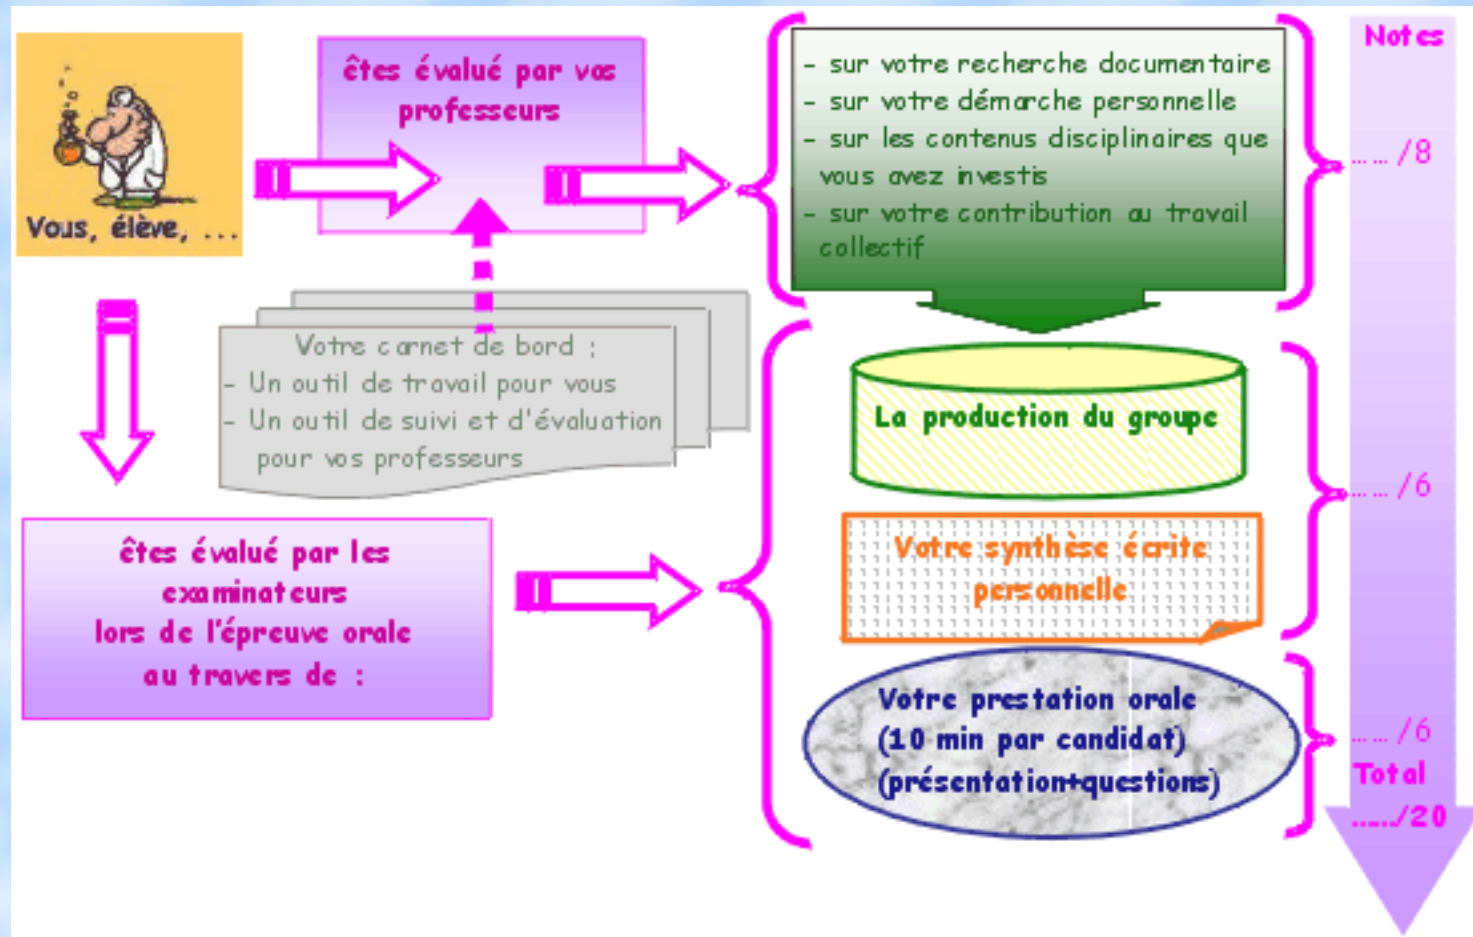 Vous, élève, ...
êtes évalué par vos
professeurs
- sur votre recherche documentaire
- sur votre démarche personnelle
- sur les contenus disciplinaires que
vous avez investis
- sur votre contribution au travail
collectif
Notes
...... /8
Votre carnet de bord :
- Un outil de travail pour vous
- Un outil de suivi et d'évaluation
pour vos professeurs
La production du groupe
...... /6
Votre synthèse écrite
personnelle
êtes évalué par les
examinateurs
lors de l'épreuve orale
au travers de :
Votre prestation orale
(10 min par candidat)
(présentation+questions)
...... /6
Total
....../20